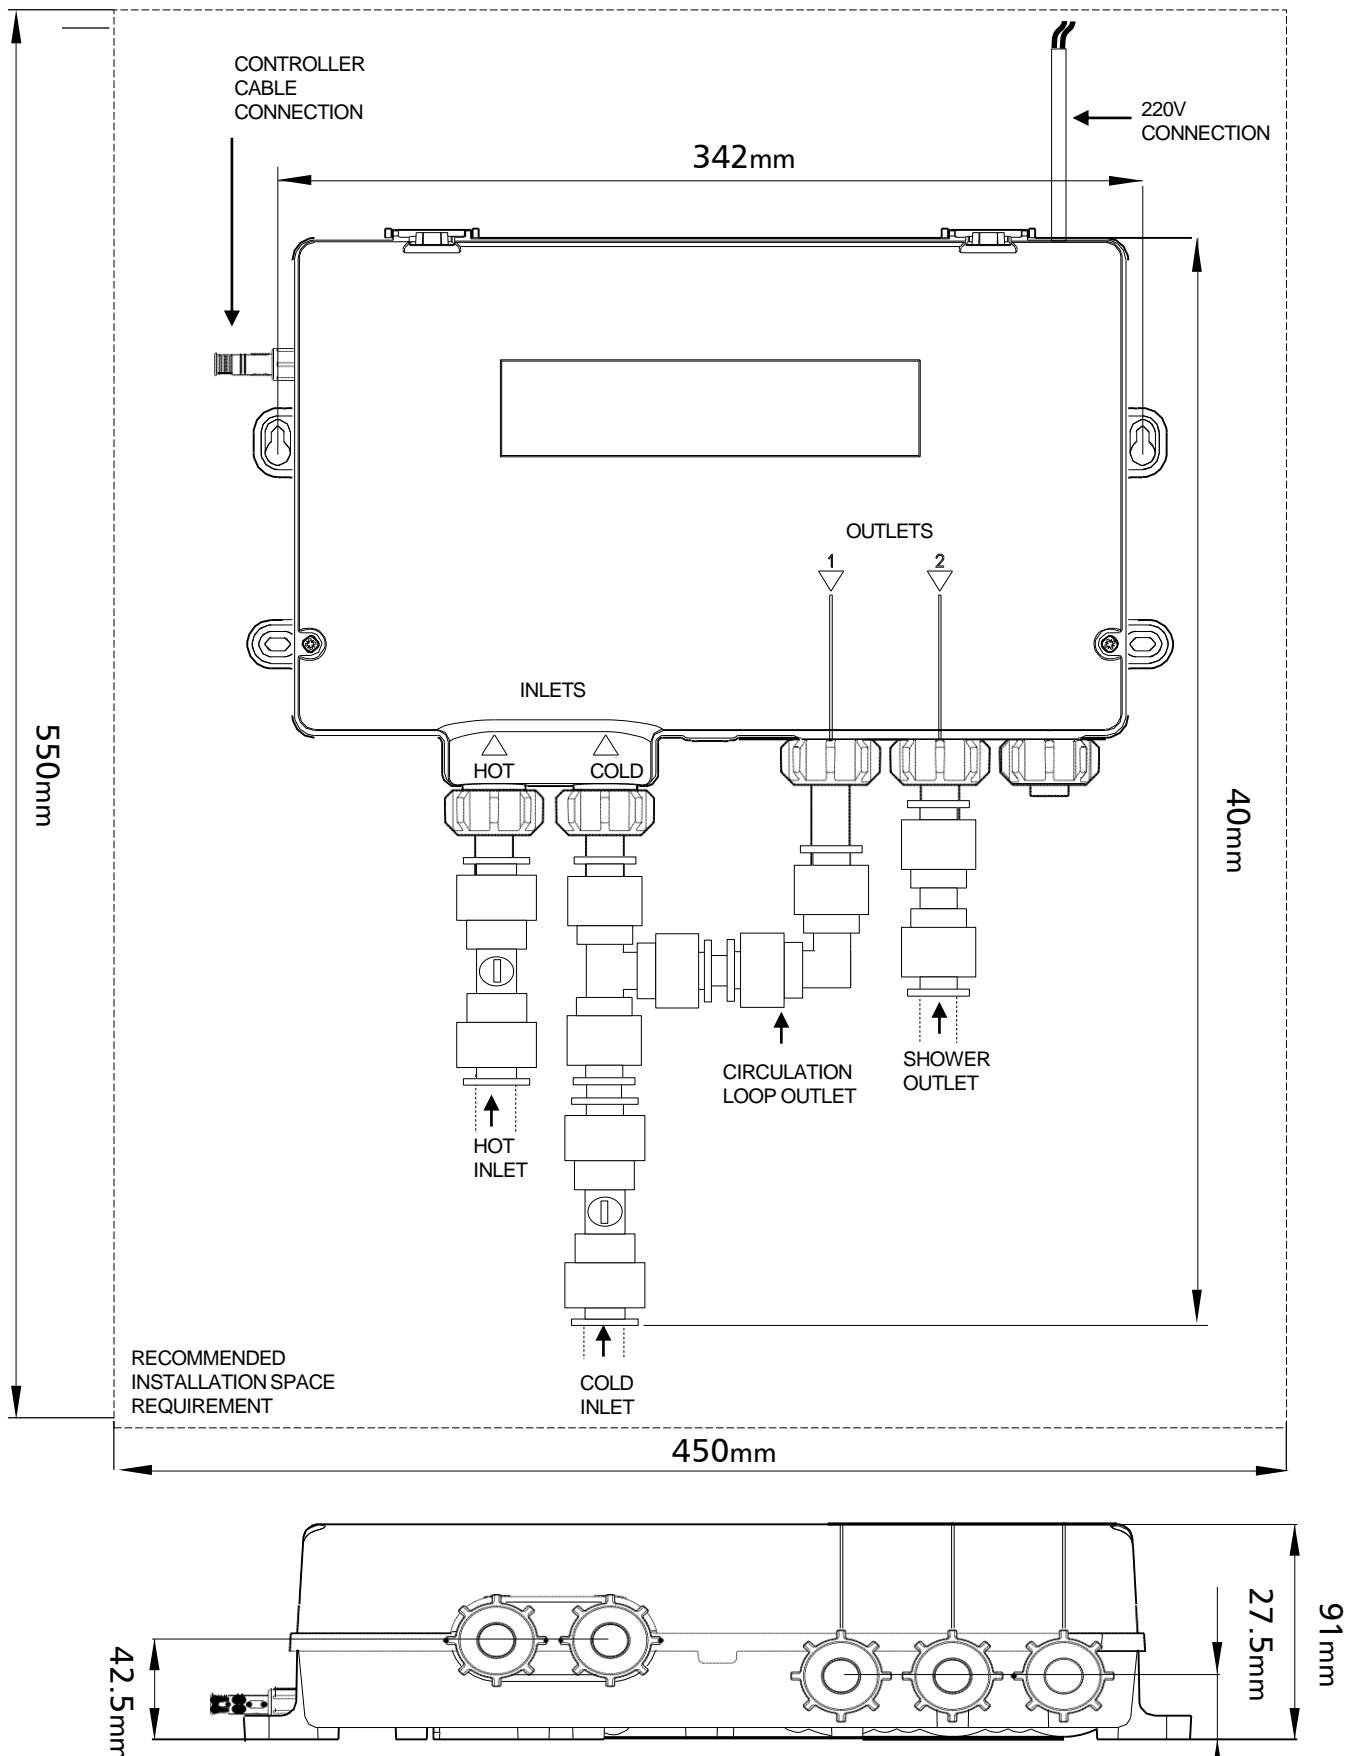 CONTROLLER
CABLE
CONNECTION
220V
CONNECTION
342mm
OUTLETS
1
2
INLETS
HOT
COLD
550mm
40mm
SHOWER
OUTLET
CIRCULATION
LOOP OUTLET
HOT
INLET
RECOMMENDED
INSTALLATION SPACE
REQUIREMENT
COLD
INLET
450mm
27.5mm
91mm
42.5mm